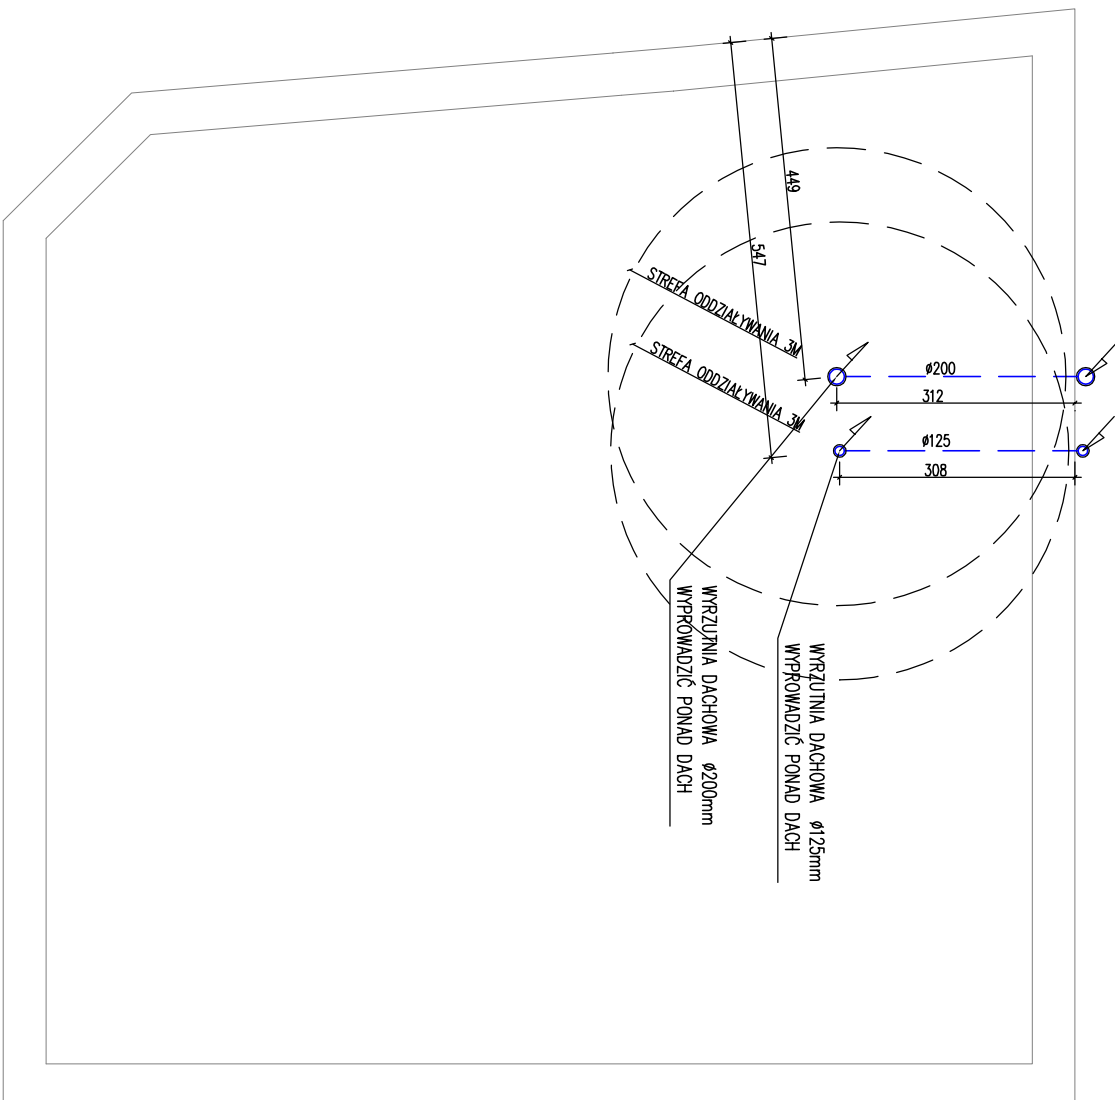 449
547
STREFA ODDZIAŁYWANIA 3M
STREFA ODDZIAŁYWANIA 3M
ø200
312
ø125
308
WYRZUTNIA DACHOWA ø200mm
WYPROWADZIĆ PONAD DACH
WYRZUTNIA DACHOWA ø125mm
WYPROWADZIĆ PONAD DACH